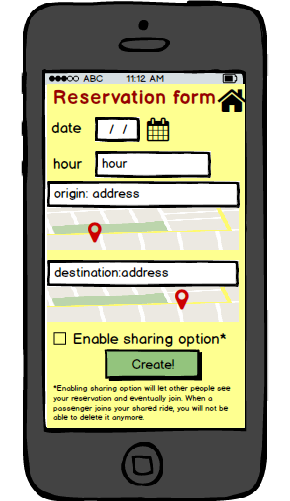 ABC 11:12 AM
Reservation form
date / /
hour hour
origin: address
destination:address
Enable sharing option*
Create!
*Enabling sharing option will let other people see
your reservation and eventually join. When a
passenger joins your shared ride, you will not be
able to delete it anymore.